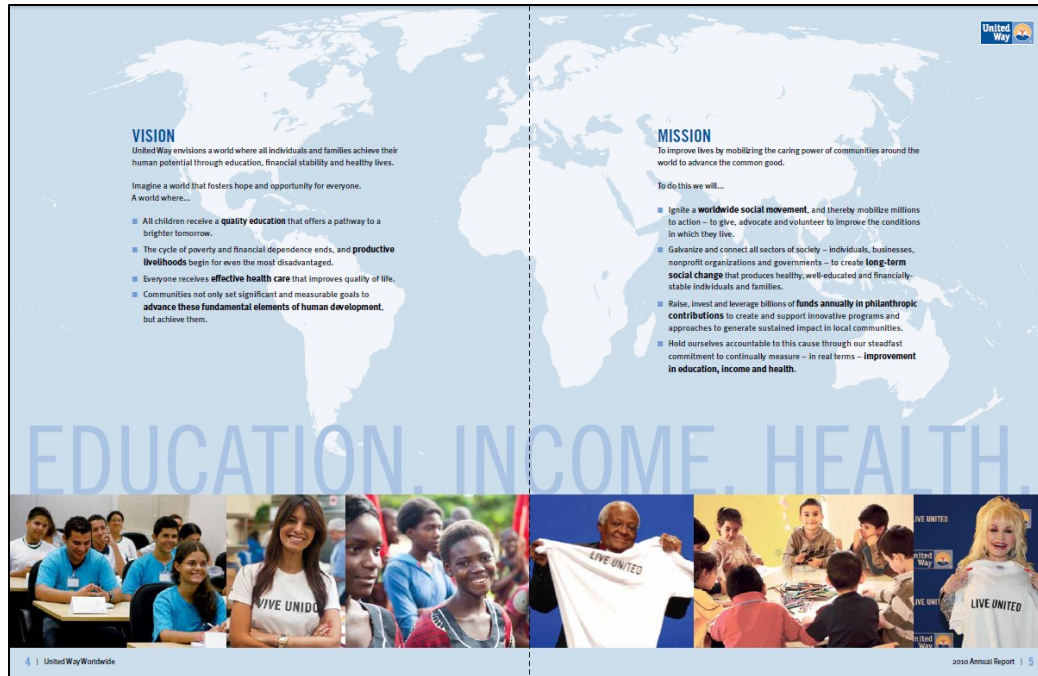 United
Way
VISION
United Way envisions a world where all individuals and families achieve their
human potential through education, financial stability and healthy lives.
Imagine a world that fosters hope and opportunity for everyone.
A world where...
All children receive a quality education that offers a pathway to a
brighter tomorrow.
The cycle of poverty and financial dependence ends, and productive
livelihoods begin for even the most disadvantaged.
Everyone receives effective health care that improves quality of life.
Communities not only set significant and measurable goals to
advance these fundamental elements of human development,
but achieve them.
MISSION
To improve lives by mobilizing the caring power of communities around the
world to advance the common good.
To do this we will...
Ignite a worldwide social movement, and thereby mobilize millions
to action – to give, advocate and volunteer to improve the conditions
in which they live.
Galvanize and connect all sectors of society – individuals, businesses,
nonprofit organizations and governments – to create long-term
social change that produces healthy, well-educated and financially-
stable individuals and families.
Raise, invest and leverage billions of funds annually in philanthropic
contributions to create and support innovative programs and
approaches to generate sustained impact in local communities.
Hold ourselves accountable to this cause through our steadfast
commitment to continually measure – in real terms – improvement
in education, income and health.
EDUCATION. INCOME. HEALTH.
VIVE UNIDO
LIVE UNITED
IVE UNITED
United
Way
IVE UNIT
LIVE UNITED
nited
Way
4 | United Way Worldwide
2010 Annual Report | 5